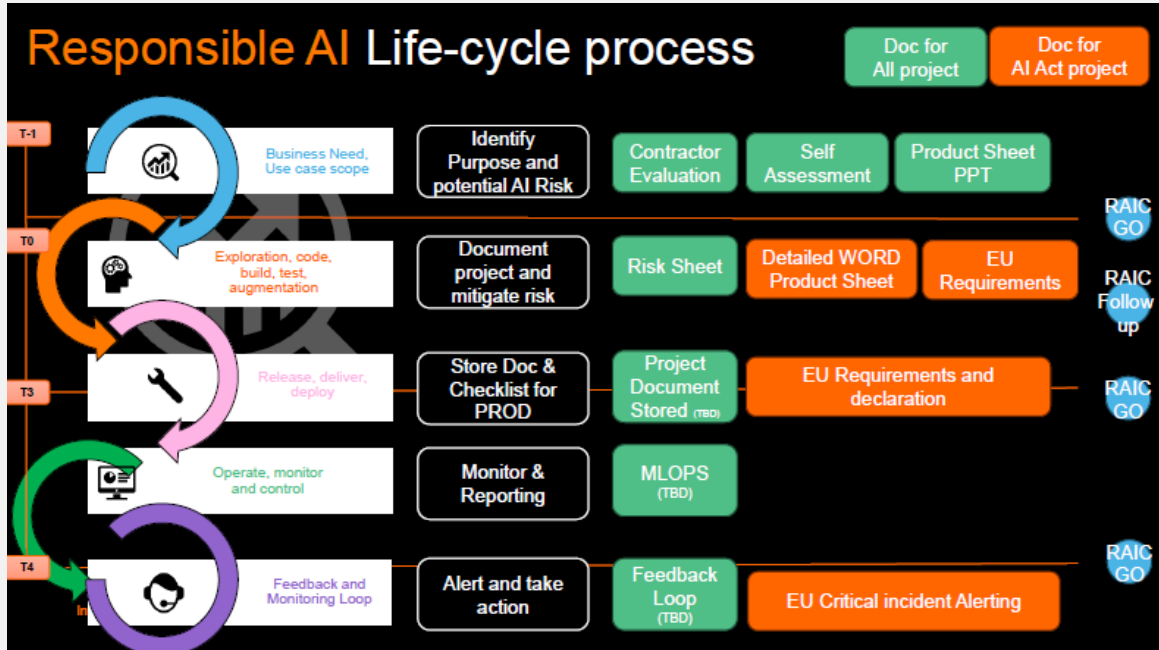 Responsible AI Life-cycle process
Doc for
All project
Doc for
AI Act project
T-1
Business Need,
Use case scope
Identify
Purpose and
potential AI Risk
Contractor
Evaluation
Self
Assessment
Product Sheet
PPT
RAIC
GO
T0
Exploration, code,
build, test,
augmentation
Document
project and
mitigate risk
Risk Sheet
Detailed WORD
Product Sheet
EU
Requirements
RAIC
Follow
up
T3
Release, deliver,
deploy
Store Doc &
Checklist for
PROD
Project
Document
Stored (TBD)
EU Requirements and
declaration
RAIC
GO
Operate, monitor
and control
Monitor &
Reporting
MLOPS
(TBD)
T4
In
Feedback and
Monitoring Loop
Alert and take
action
Feedback
Loop
(TBD)
EU Critical incident Alerting
RAIC
GO